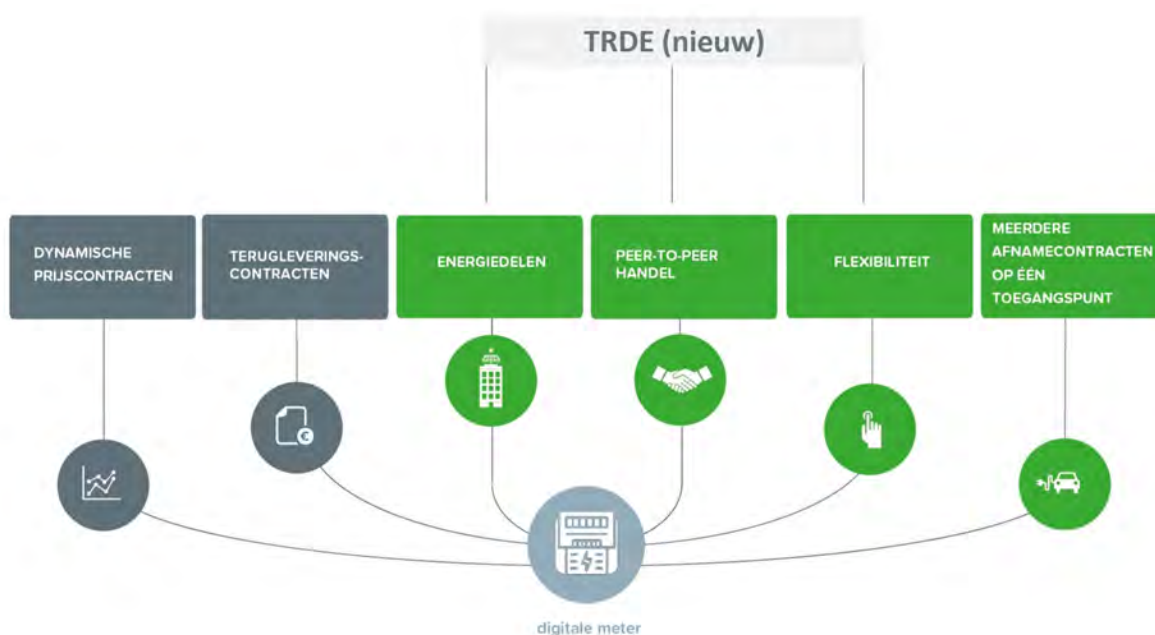 TRDE (nieuw)
DYNAMISCHE
PRIJSCONTRACTEN
TERUGLEVERINGS-
CONTRACTEN
ENERGIEDELEN
PEER-TO-PEER
HANDEL
FLEXIBILITEIT
MEERDERE
AFNAMECONTRACTEN
OP ÉÉN
TOEGANGSPUNT
€
digitale meter